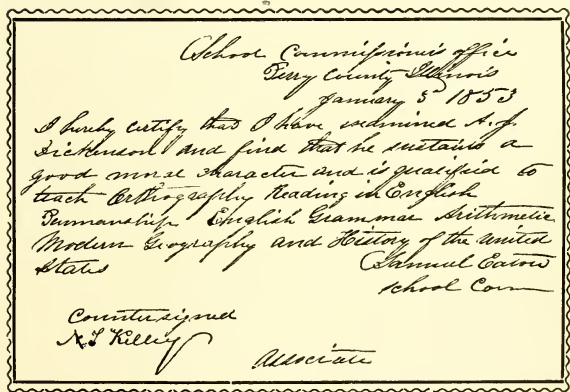 School Commissioners office
Perry County Illinois
January 3d 1853
I hereby certify that I have examined A. J.
Dickenson and find that he sustains a
good moral character and is qualified to
teach Orthography Reading in English
Penmanship English Grammar Arithmetic
Modern Geography and History of the united
States Samuel Eaton
School Com
Countersigned
Associate